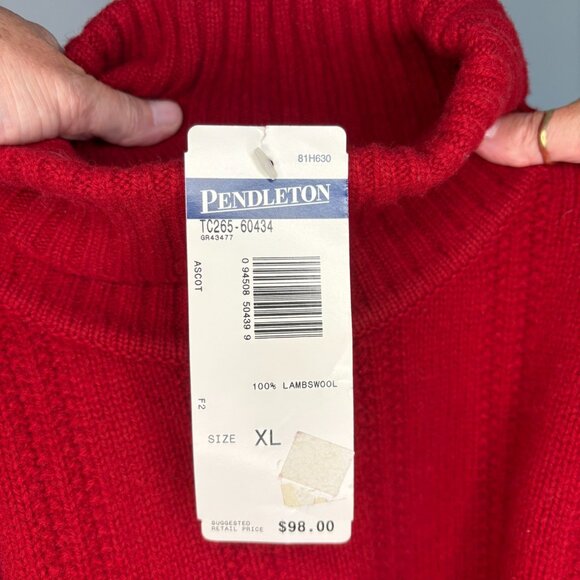 81H630
PENDLETON
TC265-60434
GR43477
ASCOT
0 94508 50439 9
100% LAMBSWOOL
F2
SIZE XL
SUGGESTED
RETAIL PRICE $98.00